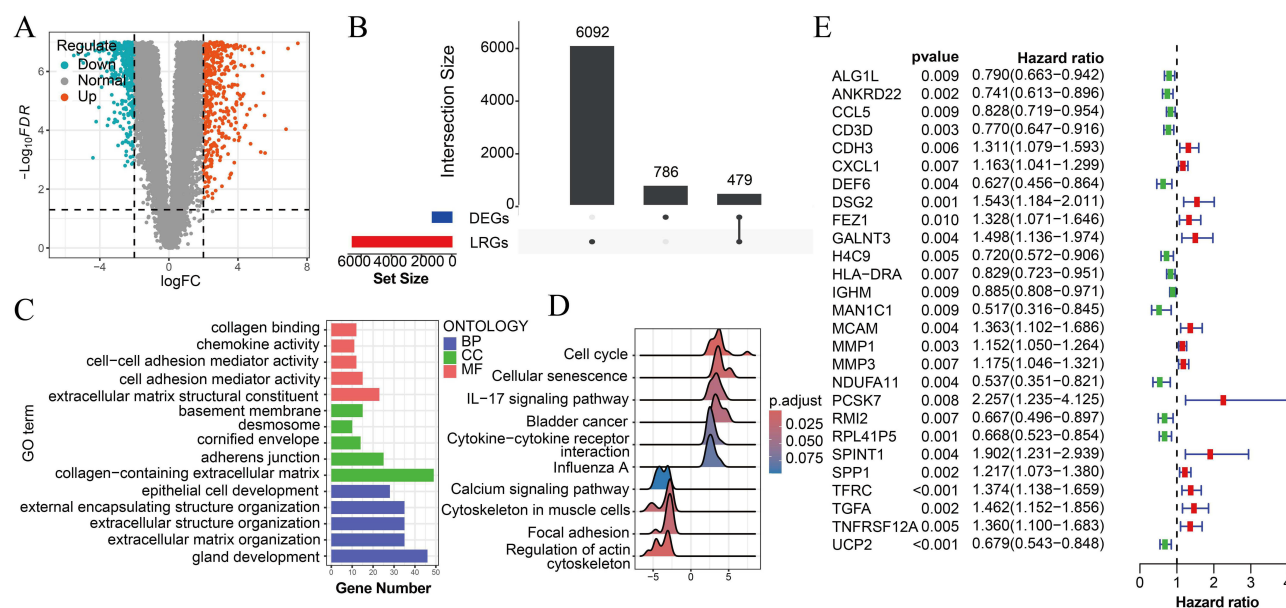 A
Regulate
Down
Normal
Up
-Log10FDR
6
4
2
0
-4
0
4
8
logFC
B
Intersection Size
6000
4000
2000
0
6092
786
479
DEGs
LRGs
6000 4000 2000 0
Set Size
C
GO term
collagen binding
chemokine activity
cell-cell adhesion mediator activity
cell adhesion mediator activity
extracellular matrix structural constituent
basement membrane
desmosome
cornified envelope
adherens junction
collagen-containing extracellular matrix
epithelial cell development
external encapsulating structure organization
extracellular structure organization
extracellular matrix organization
gland development
0 10 20 30 40 50
Gene Number
ONTOLOGY
BP
CC
MF
D
Cell cycle
Cellular senescence
IL-17 signaling pathway
Bladder cancer
Cytokine-cytokine receptor
interaction
Influenza A
Calcium signaling pathway
Cytoskeleton in muscle cells
Focal adhesion
Regulation of actin
cytoskeleton
-5 0 5
p.adjust
0.025
0.050
0.075
E
pvalue Hazard ratio
ALG1L 0.009 0.790(0.663-0.942)
ANKRD22 0.002 0.741(0.613-0.896)
CCL5 0.009 0.828(0.719-0.954)
CD3D 0.003 0.770(0.647-0.916)
CDH3 0.006 1.311(1.079-1.593)
CXCL1 0.007 1.163(1.041-1.299)
DEF6 0.004 0.627(0.456-0.864)
DSG2 0.001 1.543(1.184-2.011)
FEZ1 0.010 1.328(1.071-1.646)
GALNT3 0.004 1.498(1.136-1.974)
H4C9 0.005 0.720(0.572-0.906)
HLA-DRA 0.007 0.829(0.723-0.951)
IGHM 0.009 0.885(0.808-0.971)
MAN1C1 0.009 0.517(0.316-0.845)
MCAM 0.004 1.363(1.102-1.686)
MMP1 0.003 1.152(1.050-1.264)
MMP3 0.007 1.175(1.046-1.321)
NDUFA11 0.004 0.537(0.351-0.821)
PCSK7 0.008 2.257(1.235-4.125)
RMI2 0.007 0.667(0.496-0.897)
RPL41P5 0.001 0.668(0.523-0.854)
SPINT1 0.004 1.902(1.231-2.939)
SPP1 0.002 1.217(1.073-1.380)
TFRC <0.001 1.374(1.138-1.659)
TGFA 0.002 1.462(1.152-1.856)
TNFRSF12A 0.005 1.360(1.100-1.683)
UCP2 <0.001 0.679(0.543-0.848)
0 1 2 3 4
Hazard ratio